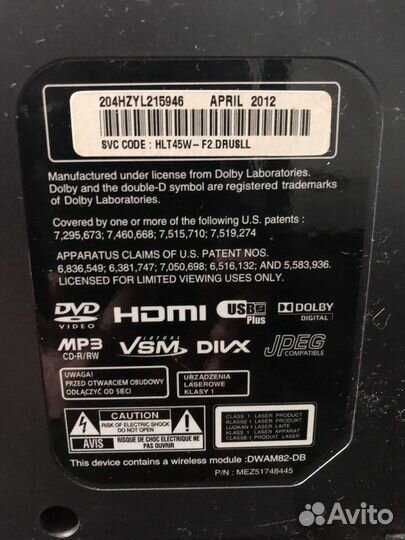 204HZYL215946 APRIL 2012
SVC CODE : HLT45W-F2.DRUSLL
Manufactured under license from Dolby Laboratories.
Dolby and the double-D symbol are registered trademarks
of Dolby Laboratories.
Covered by one or more of the following U.S. patents :
7,295,673; 7,460,668; 7,515,710; 7,519,274
APPARATUS CLAIMS OF U.S. PATENT NOS.
6,836,549; 6,381,747; 7,050,698; 6,516,132; and 5,583,936.
LICENSED FOR LIMITED VIEWING USES ONLY.
DVD VIDEO HDMI USB Plus DOLBY DIGITAL
MP3 CD-R/RW VIRTUAL VSM DIVX JPEG COMPATIBLE
UWAGA!
PRZED OTWARCIEM OBUDOWY
ODŁĄCZYĆ OD SIECI
URZĄDZENIA
LASEROWE
KLASY 1
CAUTION
RISK OF ELECTRIC SHOCK
DO NOT OPEN
AVIS
RISQUE DE CHOC ELECTRIQUE NE
PAS OUVRIR
CLASS 1 LASER PRODUCT
KLASSE 1 LASER PRODUKT
LUOKAN 1 LASER LAITE
KLASS 1 LASER APPARAT
CLASSE 1 PRODUIT LASER
This device contains a wireless module :DWAM82-DB
P/N : MEZ51748445
Avito